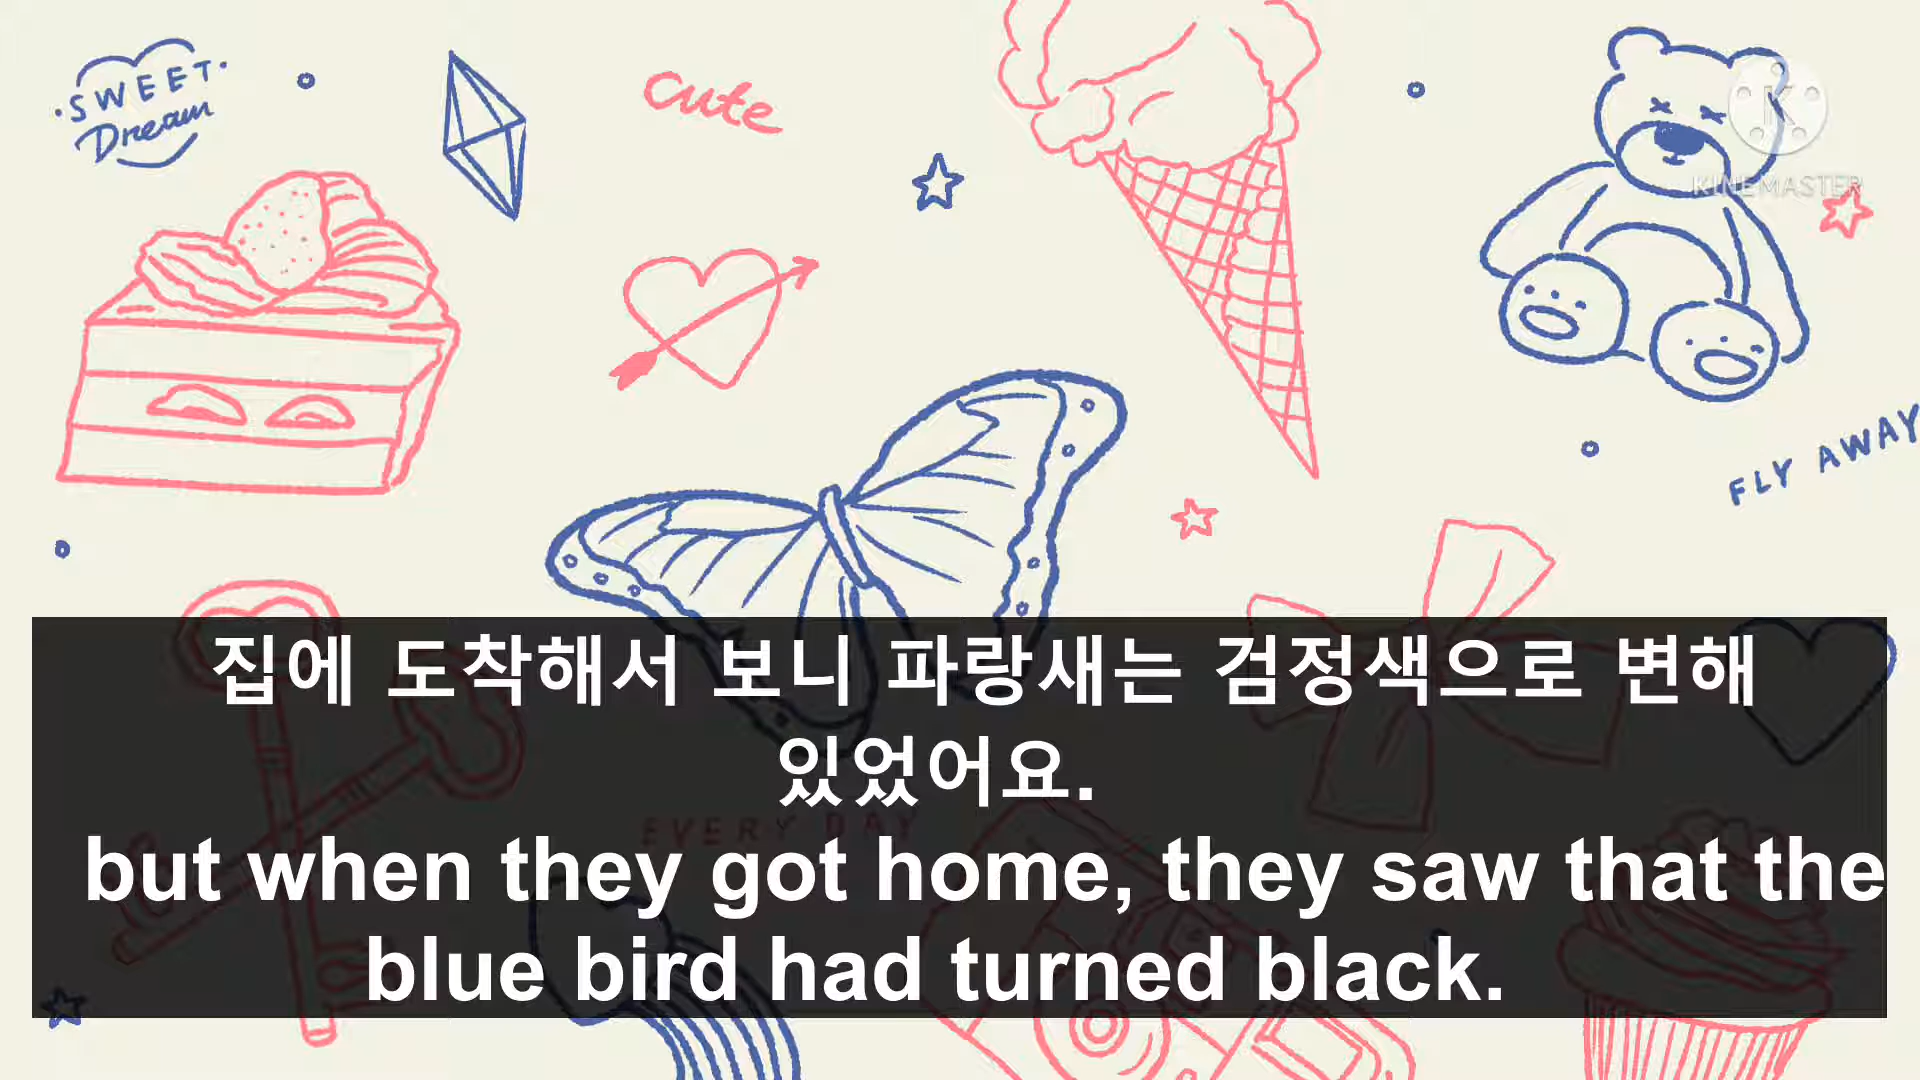 SWEET
Dream
cute
KINEMASTER
FLY AWAY
집에 도착해서 보니 파랑새는 검정색으로 변해
있었어요.
EVERY DAY
but when they got home, they saw that the
blue bird had turned black.